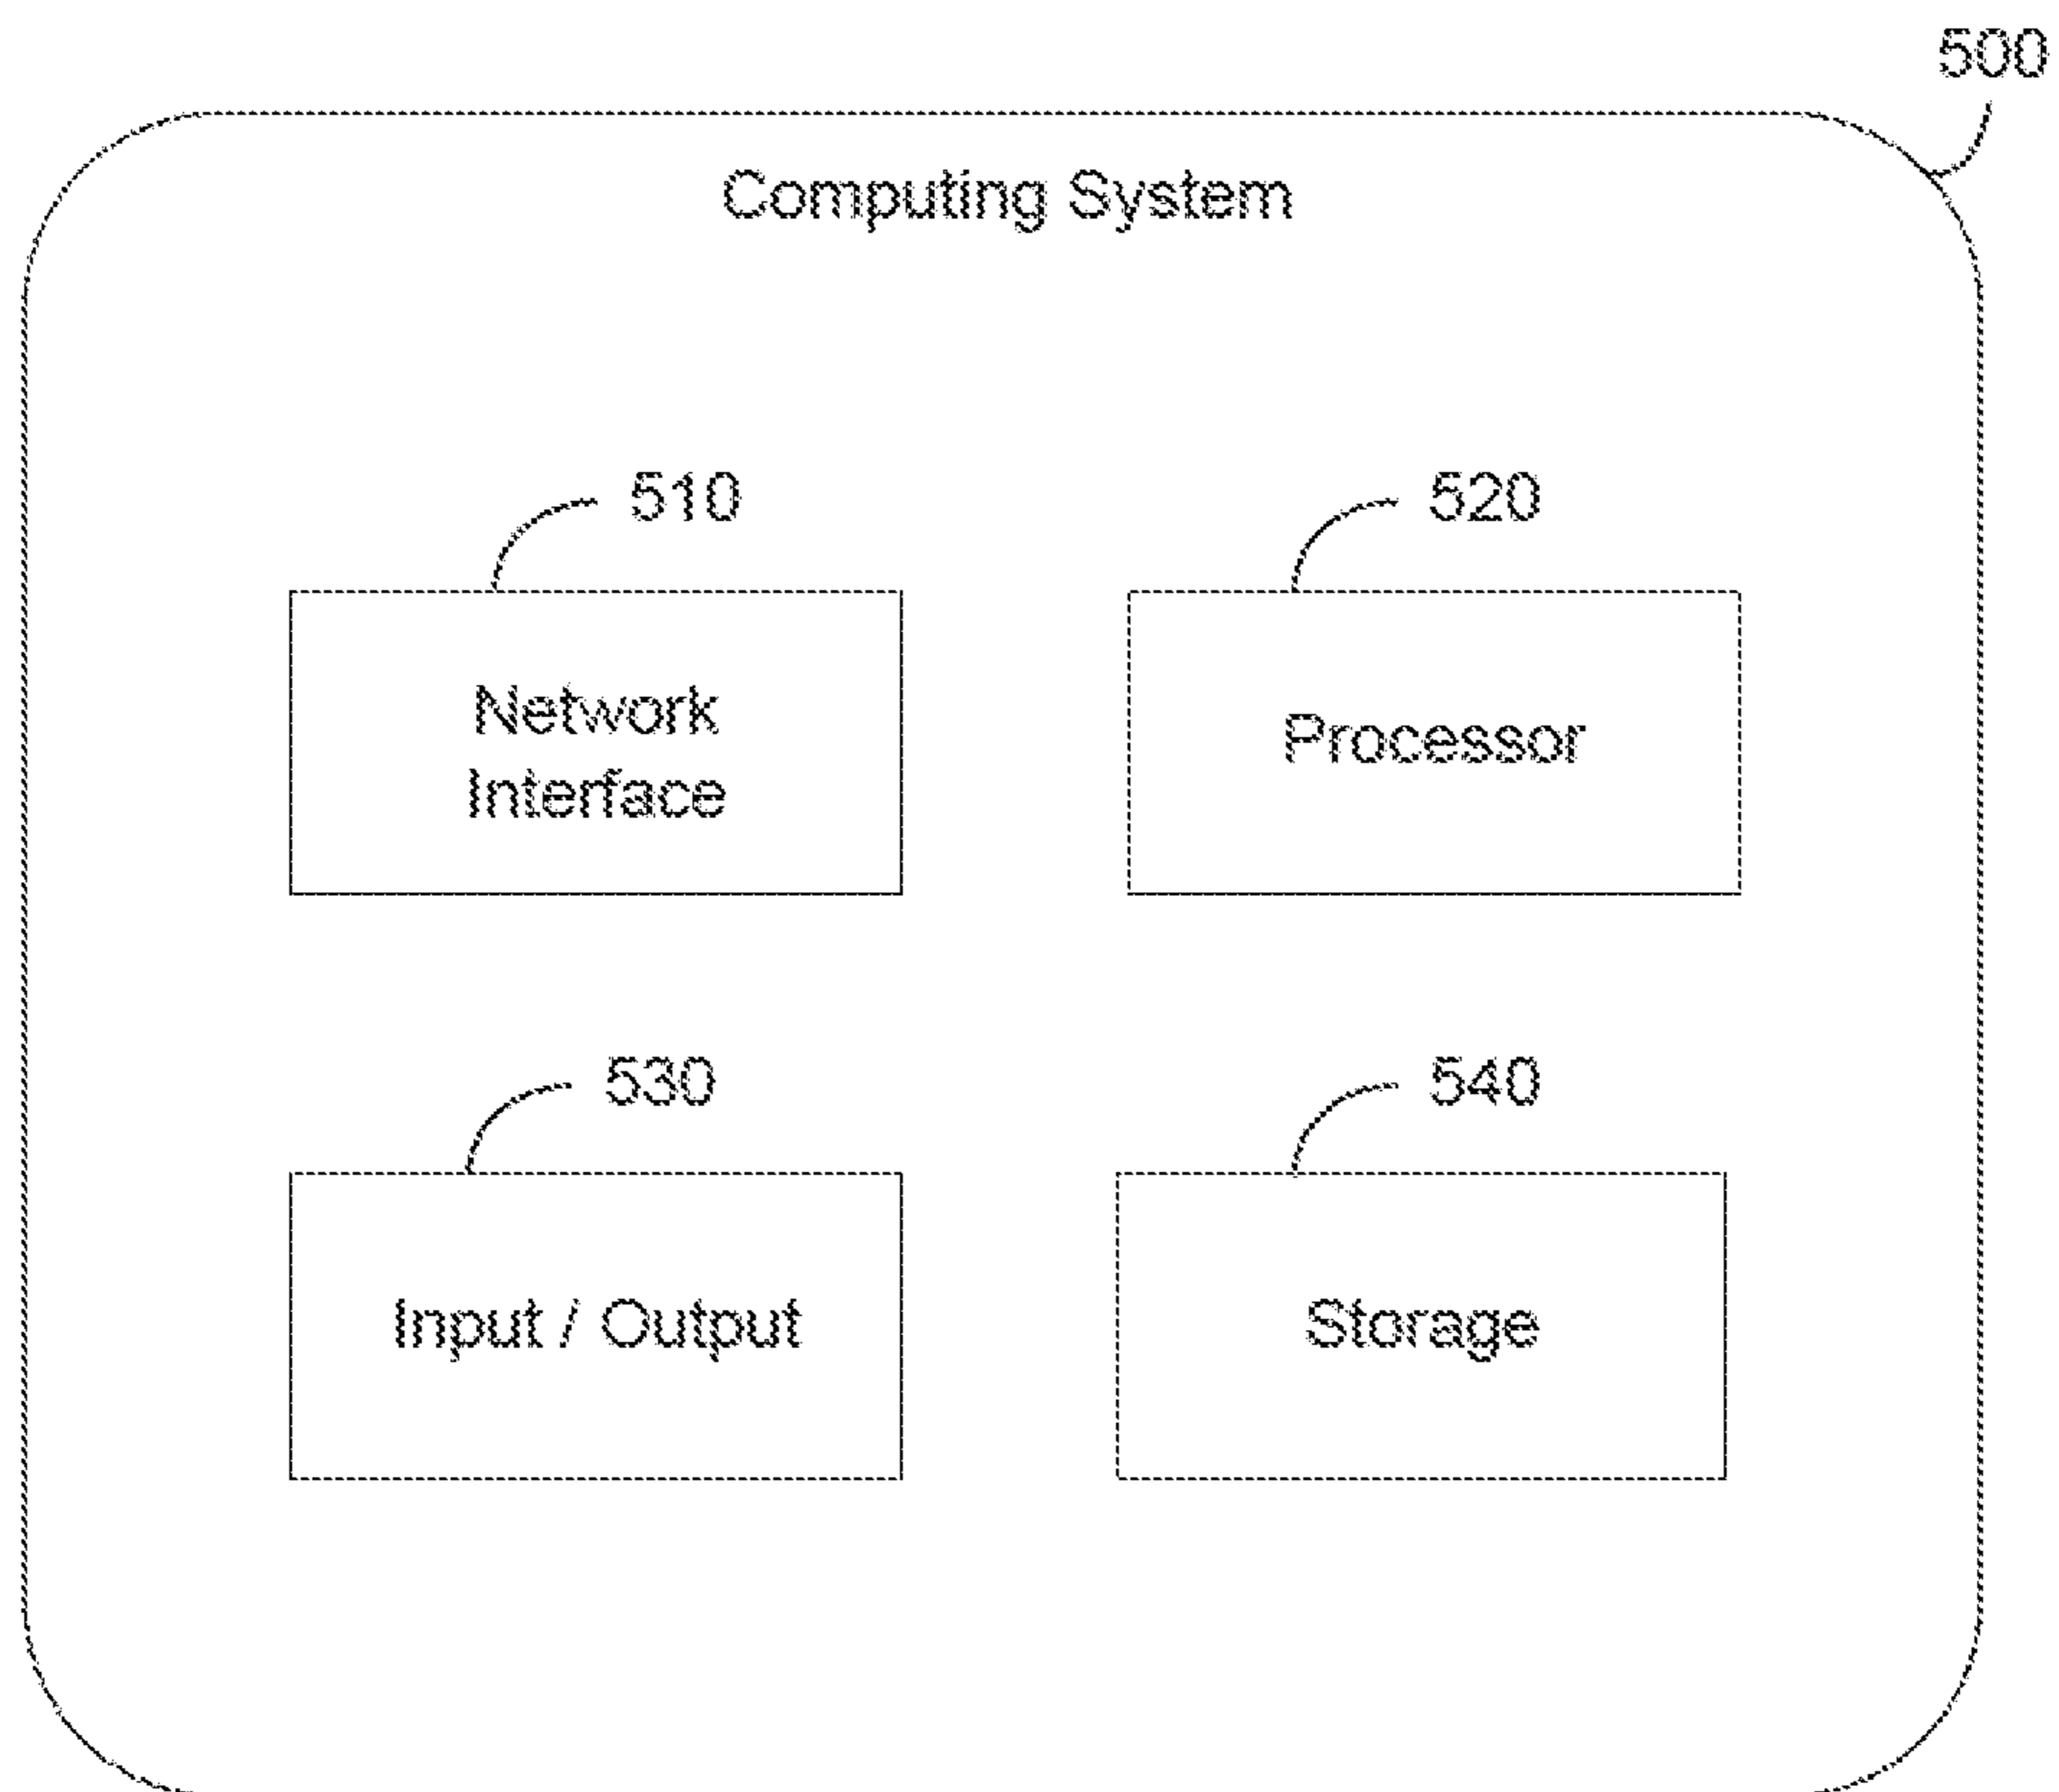 500
Computing System
510
520
Network
Interface
Processor
530
540
Input / Output
Storage